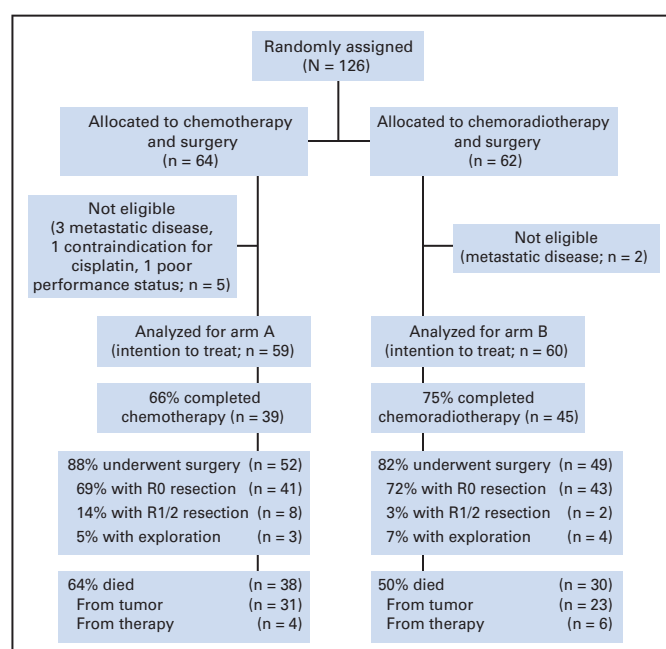 Randomly assigned
(N = 126)
Allocated to chemotherapy
and surgery
(n = 64)
Allocated to chemoradiotherapy
and surgery
(n = 62)
Not eligible
(3 metastatic disease,
1 contraindication for
cisplatin, 1 poor
performance status; n = 5)
Not eligible
(metastatic disease; n = 2)
Analyzed for arm A
(intention to treat; n = 59)
Analyzed for arm B
(intention to treat; n = 60)
66% completed
chemotherapy (n = 39)
75% completed
chemoradiotherapy (n = 45)
88% underwent surgery (n = 52)
69% with R0 resection (n = 41)
14% with R1/2 resection (n = 8)
5% with exploration (n = 3)
82% underwent surgery (n = 49)
72% with R0 resection (n = 43)
3% with R1/2 resection (n = 2)
7% with exploration (n = 4)
64% died (n = 38)
From tumor (n = 31)
From therapy (n = 4)
50% died (n = 30)
From tumor (n = 23)
From therapy (n = 6)